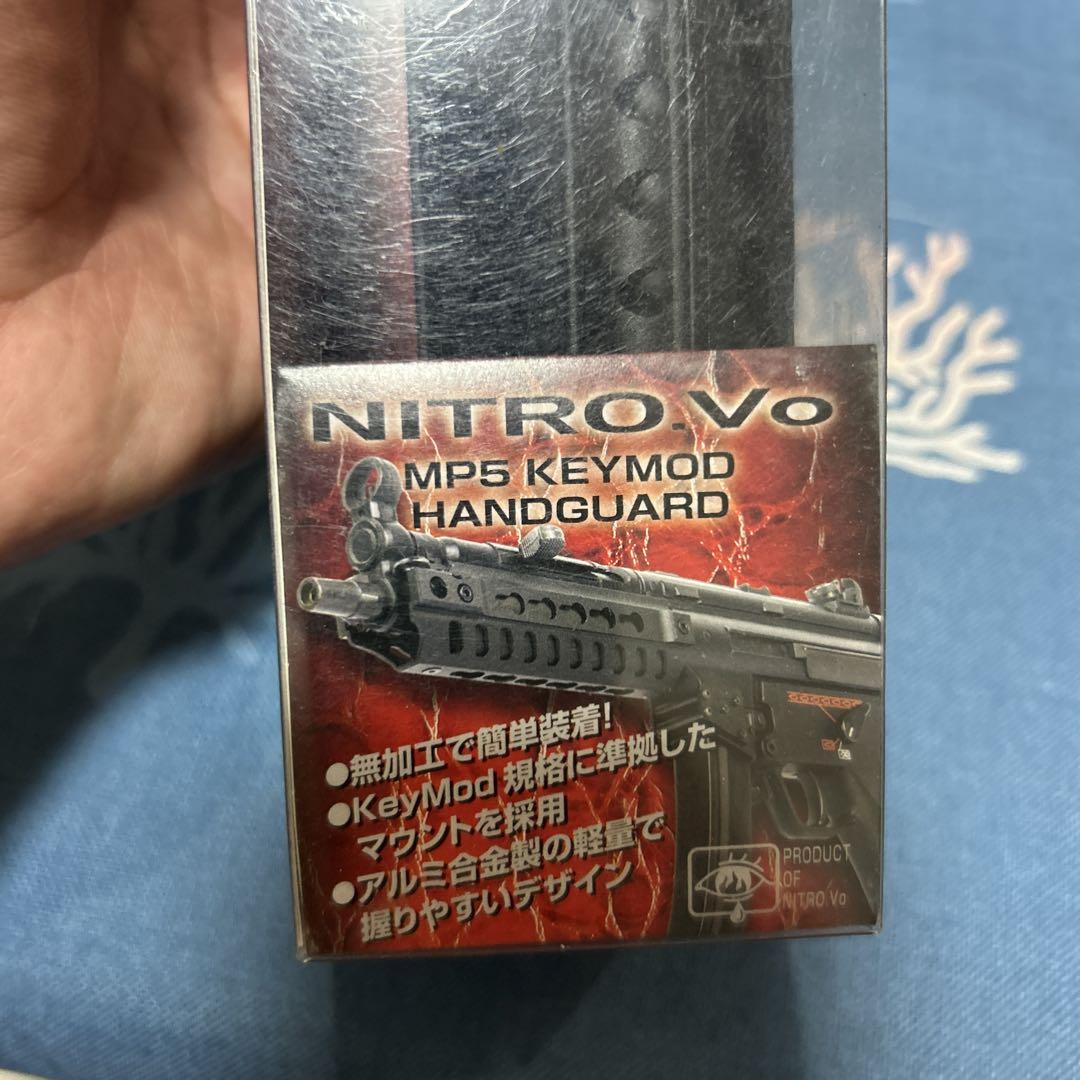 NITRO.Vo
MP5 KEYMOD
HANDGUARD
●無加工で簡単装着!
●KeyMod 規格に準拠した
マウントを採用
●アルミ合金製の軽量で
握りやすいデザイン
PRODUCT
OF
NITRO.Vo